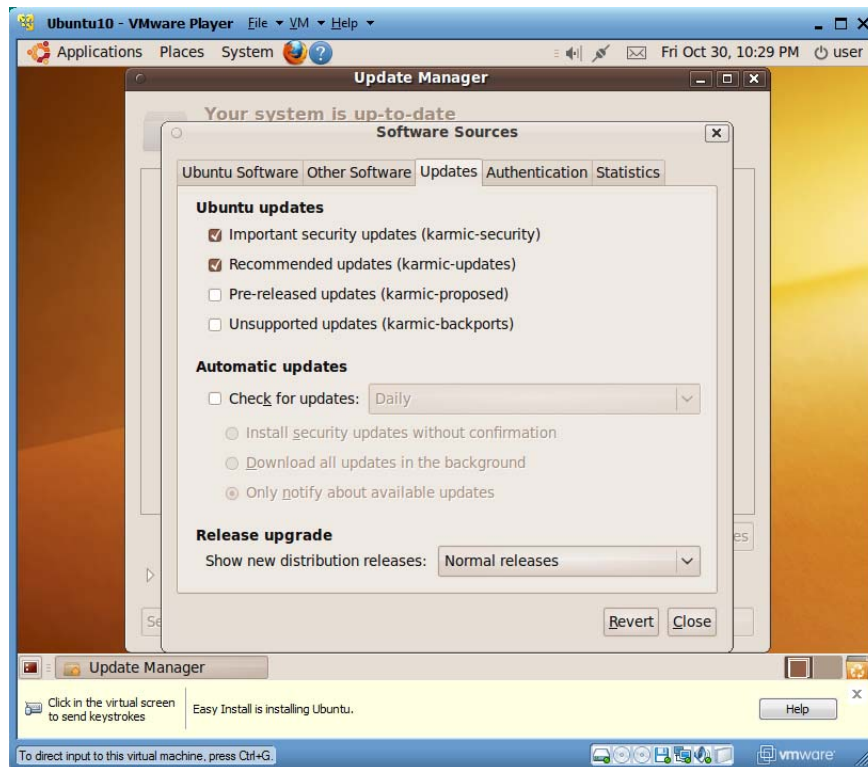 Ubuntu10 - VMware Player File VM Help
Applications Places System Fri Oct 30, 10:29 PM user
Update Manager
Your system is up-to-date
Software Sources
Ubuntu Software Other Software Updates Authentication Statistics
Ubuntu updates
Important security updates (karmic-security)
Recommended updates (karmic-updates)
Pre-released updates (karmic-proposed)
Unsupported updates (karmic-backports)
Automatic updates
Check for updates: Daily
Install security updates without confirmation
Download all updates in the background
Only notify about available updates
Release upgrade
Show new distribution releases: Normal releases
Revert Close
Update Manager
Click in the virtual screen
to send keystrokes
Easy Install is installing Ubuntu.
Help
To direct input to this virtual machine, press Ctrl+G.
vmware